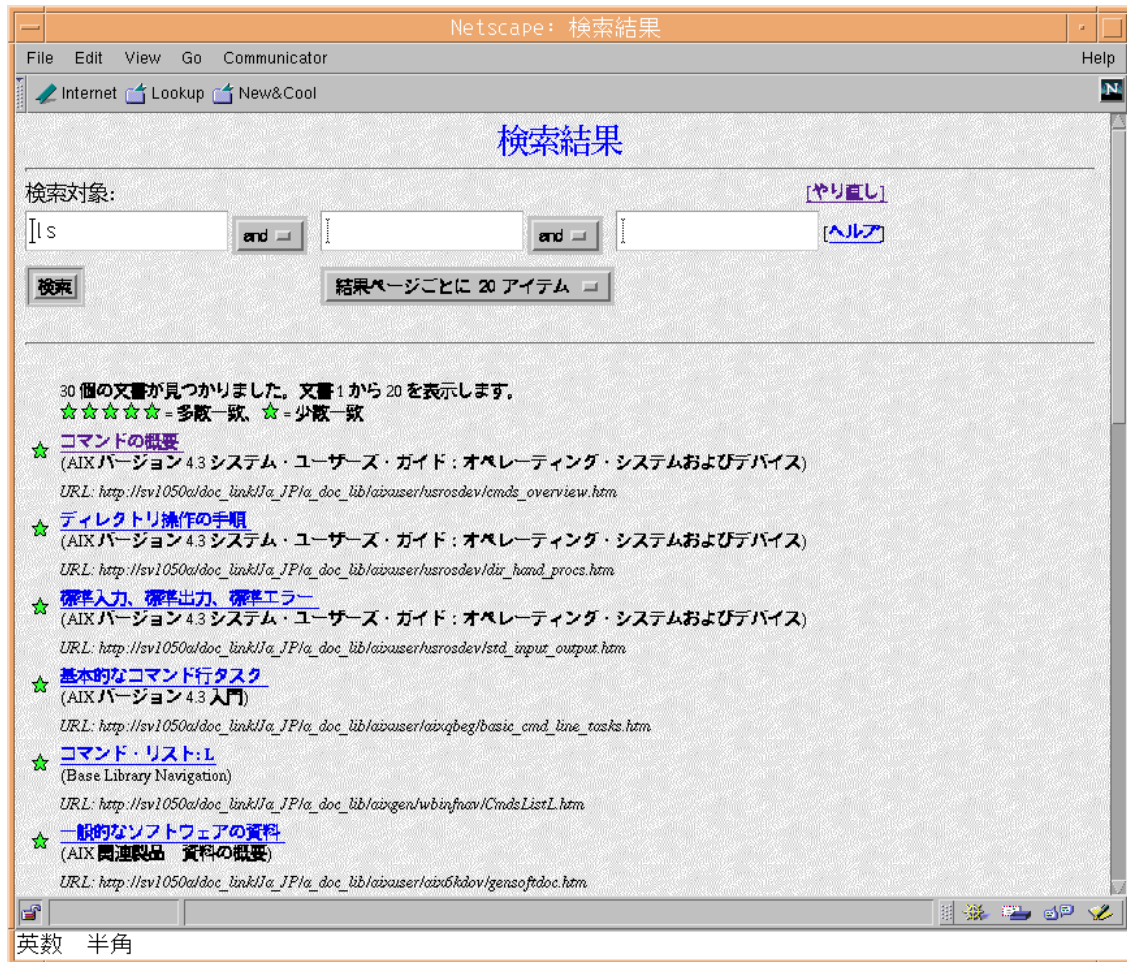 Netscape: 検索結果
File Edit View Go Communicator Help
Internet Lookup New&Cool N
検索結果
検索対象: [やり直し]
ls and and [ヘルプ]
検索 結果ページごとに 20 アイテム
30 個の文書が見つかりました。文書 1 から 20 を表示します。
☆☆☆☆☆ = 多数一致、☆ = 少数一致
コマンドの概要
(AIX バージョン 4.3 システム・ユーザーズ・ガイド : オペレーティング・システムおよびデバイス)
URL: http://sv1050a/doc_link/Ja_JP/a_doc_lib/aixuser/usrosdev/cmds_overview.htm
ディレクトリ操作の手順
(AIX バージョン 4.3 システム・ユーザーズ・ガイド : オペレーティング・システムおよびデバイス)
URL: http://sv1050a/doc_link/Ja_JP/a_doc_lib/aixuser/usrosdev/dir_hand_procs.htm
標準入力、標準出力、標準エラー
(AIX バージョン 4.3 システム・ユーザーズ・ガイド : オペレーティング・システムおよびデバイス)
URL: http://sv1050a/doc_link/Ja_JP/a_doc_lib/aixuser/usrosdev/std_input_output.htm
基本的なコマンド行タスク
(AIX バージョン 4.3 入門)
URL: http://sv1050a/doc_link/Ja_JP/a_doc_lib/aixuser/aixqbeg/basic_cmd_line_tasks.htm
コマンド・リスト: L
(Base Library Navigation)
URL: http://sv1050a/doc_link/Ja_JP/a_doc_lib/aixgen/wbinfnav/CmdsListL.htm
一般的なソフトウェアの資料
(AIX 関連製品　資料の概要)
URL: http://sv1050a/doc_link/Ja_JP/a_doc_lib/aixuser/aix6kdov/gensoftdoc.htm
英数　半角